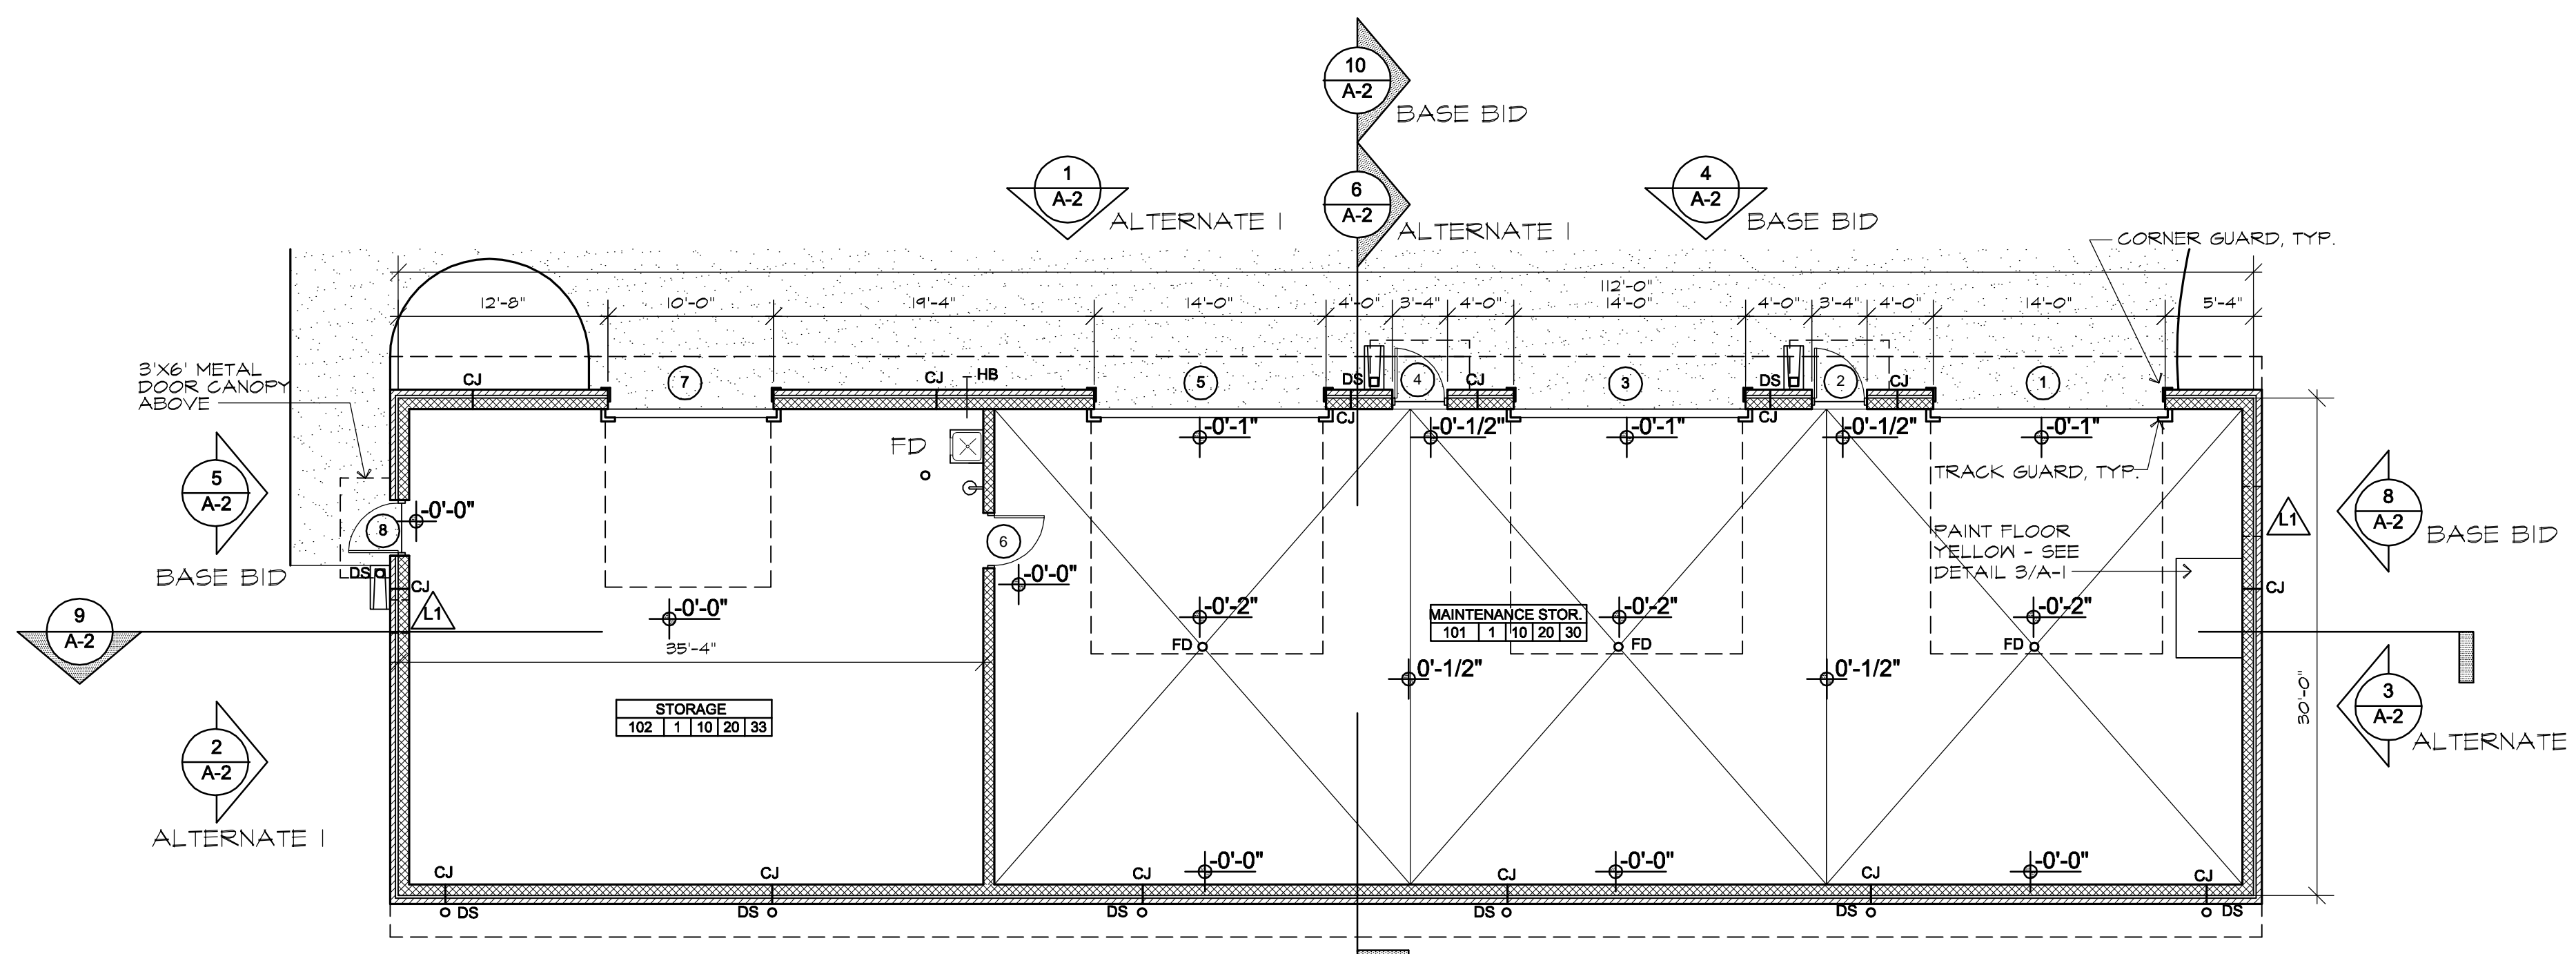 10
A-2
BASE BID
1
A-2
ALTERNATE 1
6
A-2
ALTERNATE 1
4
A-2
BASE BID
CORNER GUARD, TYP.
112'-0"
12'-8"
10'-0"
19'-4"
14'-0"
4'-0"
3'-4"
4'-0"
14'-0"
4'-0"
3'-4"
4'-0"
14'-0"
5'-4"
3'X6' METAL
DOOR CANOPY
ABOVE
CJ
7
CJ
HB
5
DS
4
CJ
3
DS
2
CJ
1
CJ
CJ
-0'-1"
-0'-1/2"
-0'-1"
-0'-1/2"
-0'-1"
FD
TRACK GUARD, TYP.
5
A-2
BASE BID
8
-0'-0"
6
8
A-2
BASE BID
L1
PAINT FLOOR
YELLOW - SEE
DETAIL 3/A-1
DS
CJ
L1
-0'-0"
-0'-0"
-0'-2"
-0'-2"
-0'-2"
CJ
9
A-2
MAINTENANCE STOR.
101 1 10 20 30
35'-4"
FD
FD
FD
0'-1/2"
0'-1/2"
30'-0"
3
A-2
ALTERNATE
STORAGE
102 1 10 20 33
2
A-2
ALTERNATE 1
-0'-0"
-0'-0"
-0'-0"
CJ
CJ
CJ
CJ
CJ
CJ
DS
DS
DS
DS
DS
DS